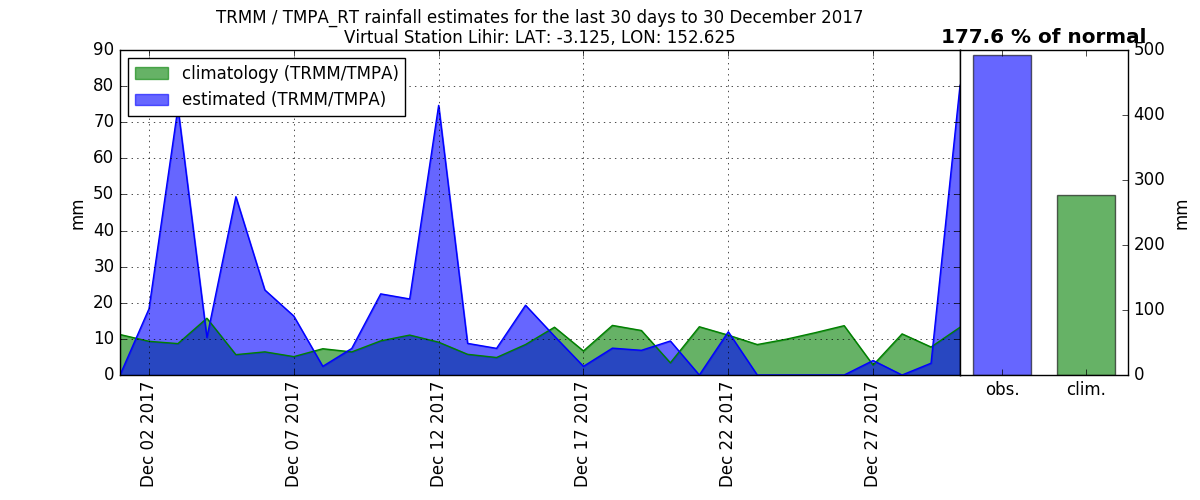 TRMM / TMPA_RT rainfall estimates for the last 30 days to 30 December 2017
Virtual Station Lihir: LAT: -3.125, LON: 152.625
177.6 % of normal
climatology (TRMM/TMPA)
estimated (TRMM/TMPA)
mm
90
80
70
60
50
40
30
20
10
0
Dec 02 2017
Dec 07 2017
Dec 12 2017
Dec 17 2017
Dec 22 2017
Dec 27 2017
obs.
clim.
500
400
300
200
100
0
mm